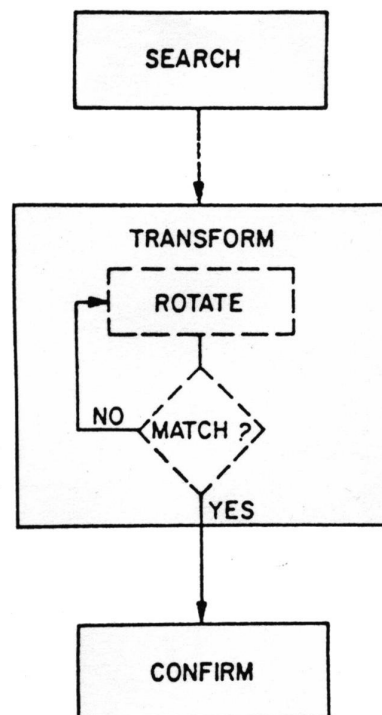 SEARCH
TRANSFORM
ROTATE
NO
MATCH ?
YES
CONFIRM